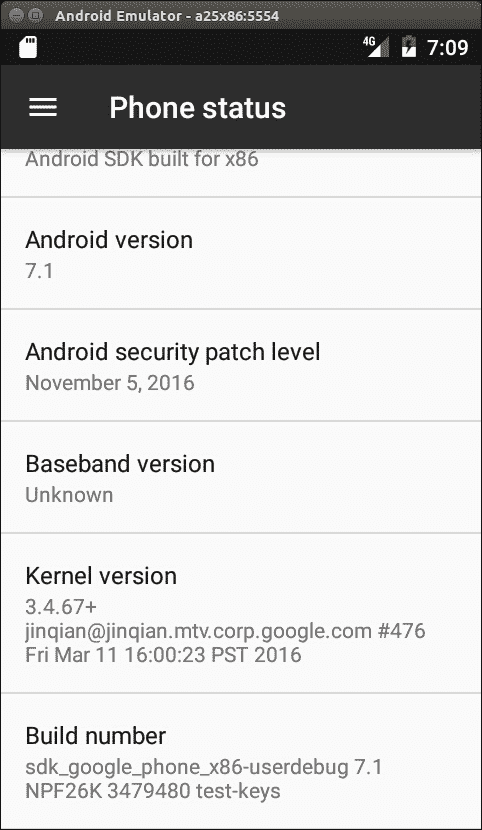 Android Emulator - a25x86:5554
4G 7:09
Phone status
Android SDK built for x86
Android version
7.1
Android security patch level
November 5, 2016
Baseband version
Unknown
Kernel version
3.4.67+
jinqian@jinqian.mtv.corp.google.com #476
Fri Mar 11 16:00:23 PST 2016
Build number
sdk_google_phone_x86-userdebug 7.1
NPF26K 3479480 test-keys